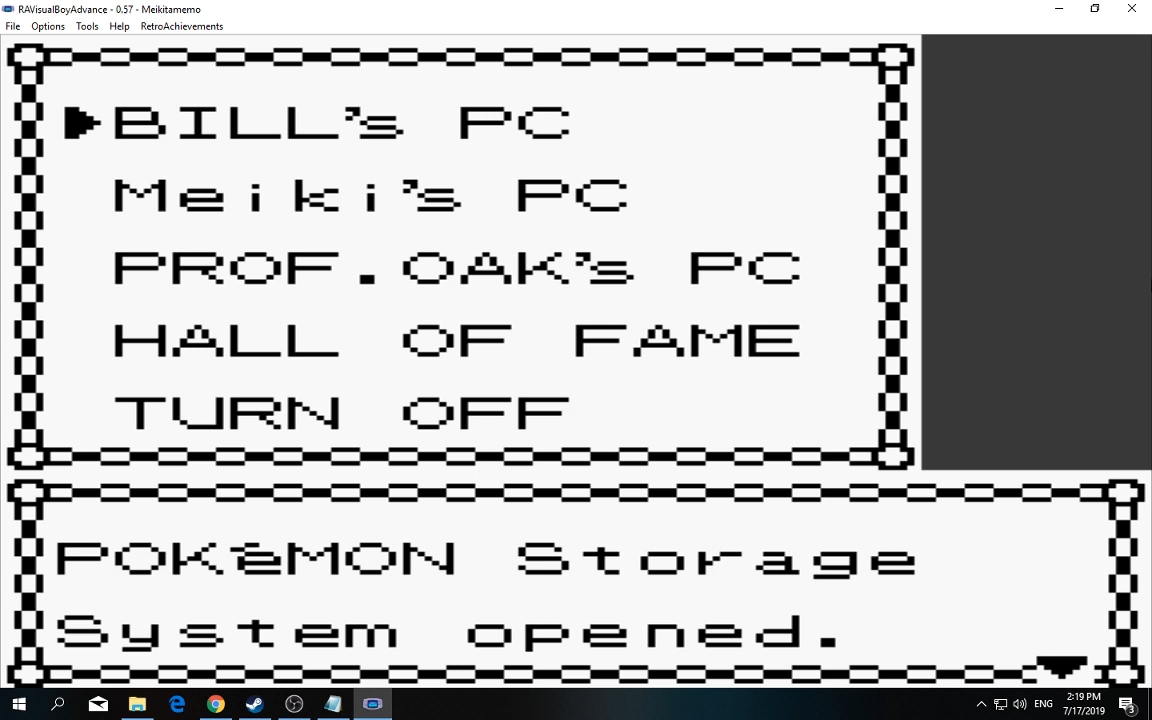 RAVisualBoyAdvance - 0.57 - Meikitamemo
File Options Tools Help RetroAchievements
BILL's PC
Meiki's PC
PROF.OAK's PC
HALL OF FAME
TURN OFF
POKéMON Storage
System opened.
ENG
2:19 PM
7/17/2019
3